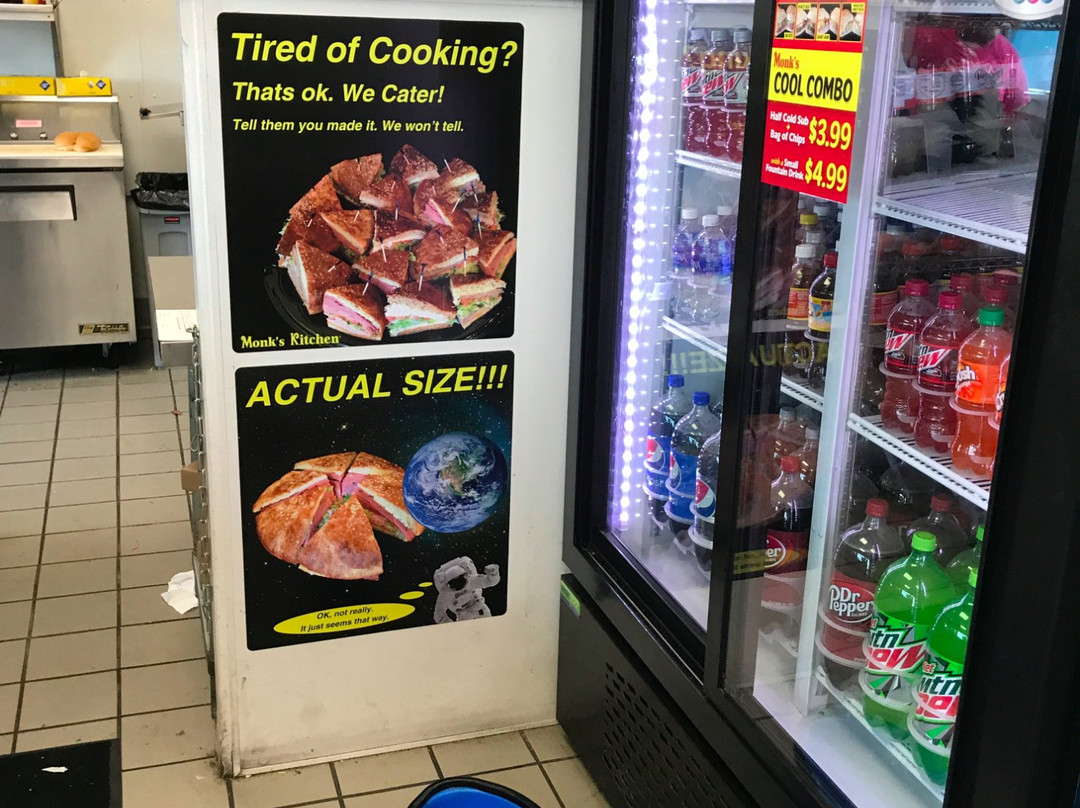 Tired of Cooking?
Thats ok. We Cater!
Tell them you made it. We won't tell.
Monk's Kitchen
ACTUAL SIZE!!!
OK, not really.
It just seems that way.
Monk's
COOL COMBO
Half Cold Sub
+
Bag of Chips
$3.99
with a Small
Fountain Drink
$4.99
Dr
Pepper
mtn
DEW
Diet
mtn
DEW